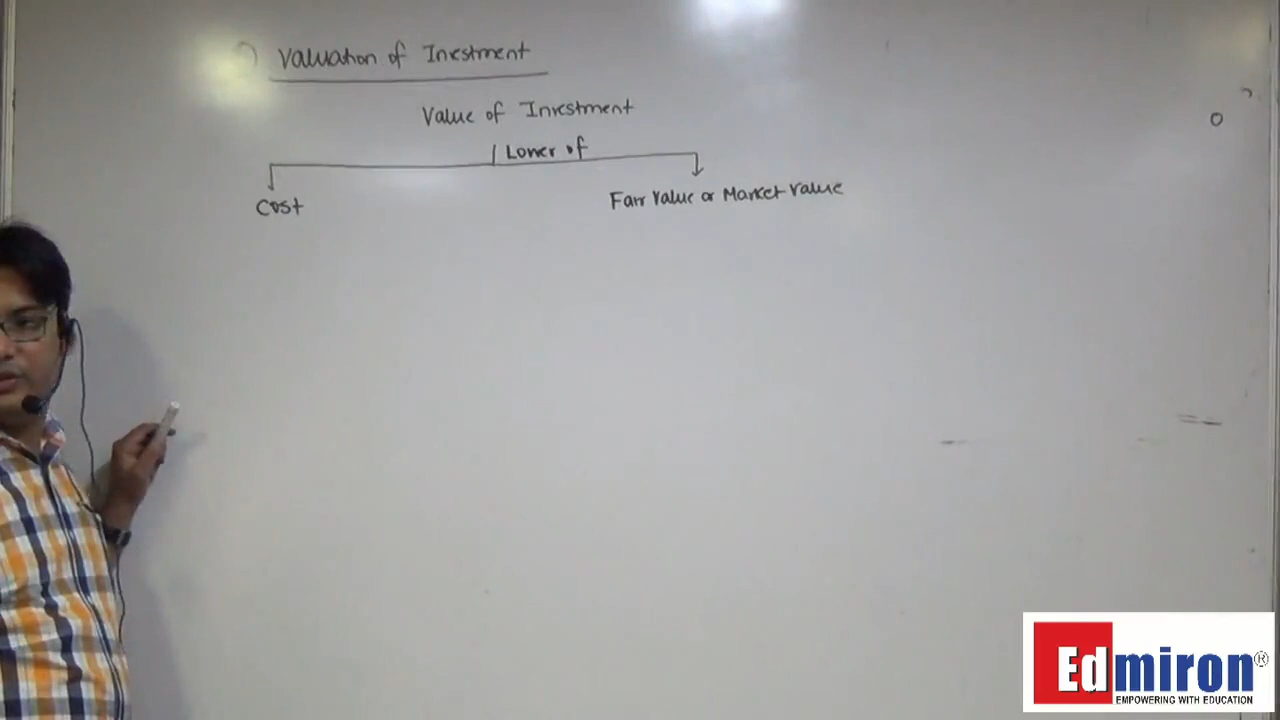 Valuation of Investment
Value of Investment
Lower of
Cost
Fair Value or Market Value
Edmiron®
EMPOWERING WITH EDUCATION